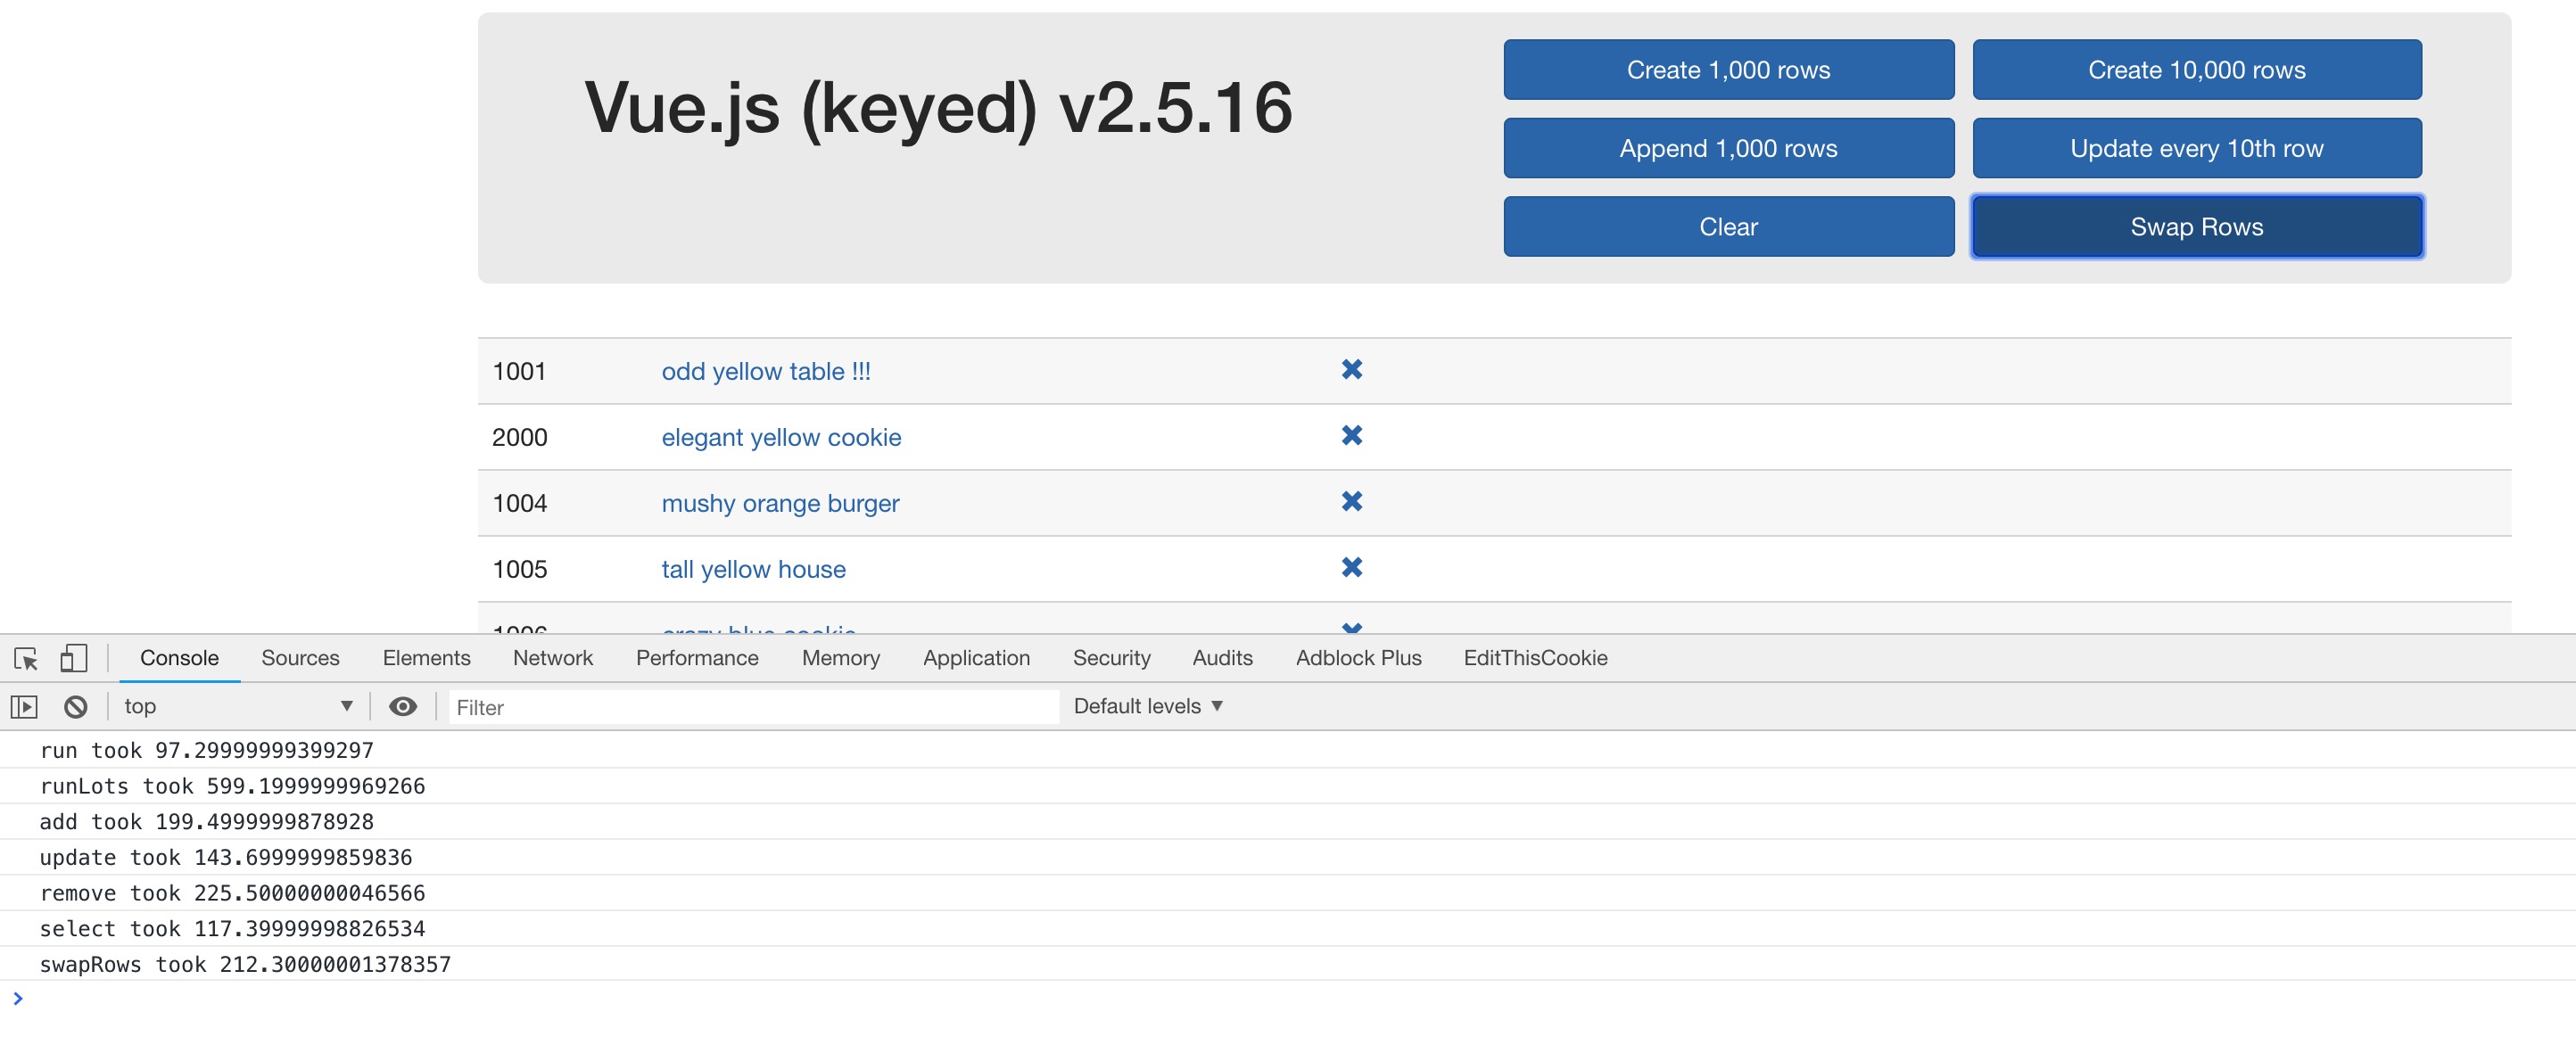 Vue.js (keyed) v2.5.16
Create 1,000 rows
Create 10,000 rows
Append 1,000 rows
Update every 10th row
Clear
Swap Rows
1001 odd yellow table !!!
2000 elegant yellow cookie
1004 mushy orange burger
1005 tall yellow house
1006 crazy blue cookie
Console Sources Elements Network Performance Memory Application Security Audits Adblock Plus EditThisCookie
top Filter Default levels
run took 97.29999999399297
runLots took 599.1999999969266
add took 199.4999999878928
update took 143.6999999859836
remove took 225.50000000046566
select took 117.39999998826534
swapRows took 212.30000001378357